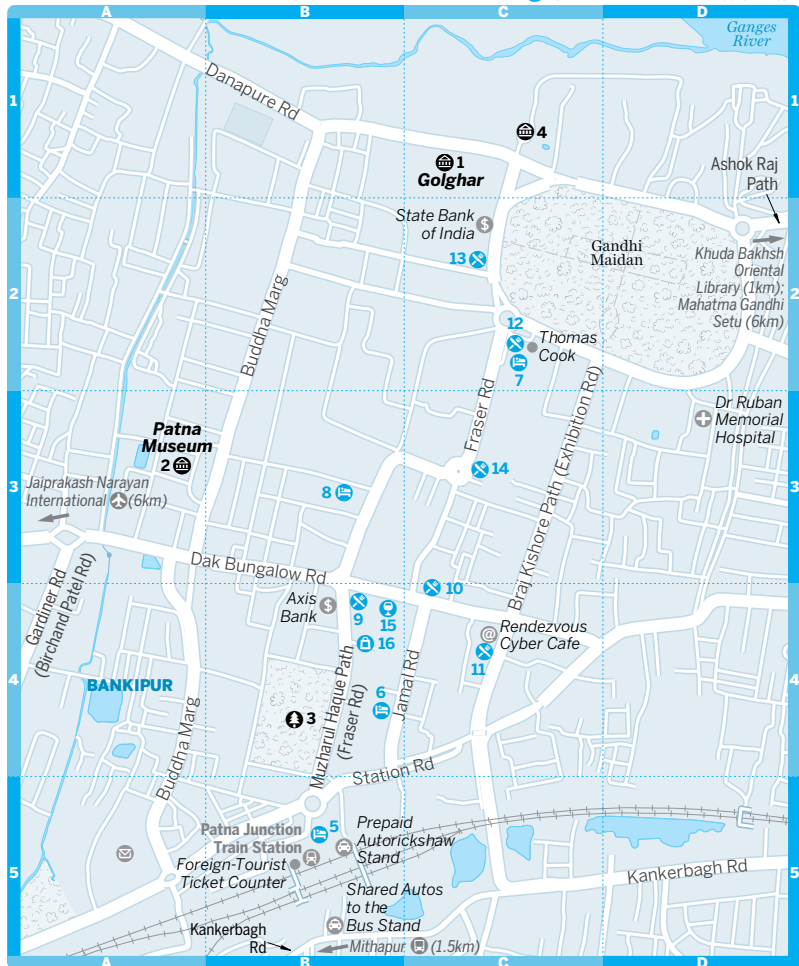 A
B
C
D
Ganges
River
1
1
Danapure Rd
4
1
Golghar
Ashok Raj
Path
State Bank
of India
$
Gandhi
Maidan
13
Khuda Bakhsh
Oriental
Library (1km);
Mahatma Gandhi
Setu (6km)
2
2
Buddha Marg
12
Thomas
Cook
7
Fraser Rd
Braj Kishore Path (Exhibition Rd)
Dr Ruban
Memorial
Hospital
Patna
Museum
2
14
Jaiprakash Narayan
International (6km)
8
3
3
Dak Bungalow Rd
Gardiner Rd
(Birchand Patel Rd)
Axis
Bank
$
9
15
10
16
@
Rendezvous
Cyber Cafe
11
BANKIPUR
4
4
6
3
Muzharul Haque Path
(Fraser Rd)
Jamal Rd
Buddha Marg
Station Rd
Patna Junction
Train Station
5
Prepaid
Autorickshaw
Stand
Foreign-Tourist
Ticket Counter
5
5
Kankerbagh Rd
Shared Autos
to the
Bus Stand
Kankerbagh
Rd
Mithapur (1.5km)
A
B
C
D